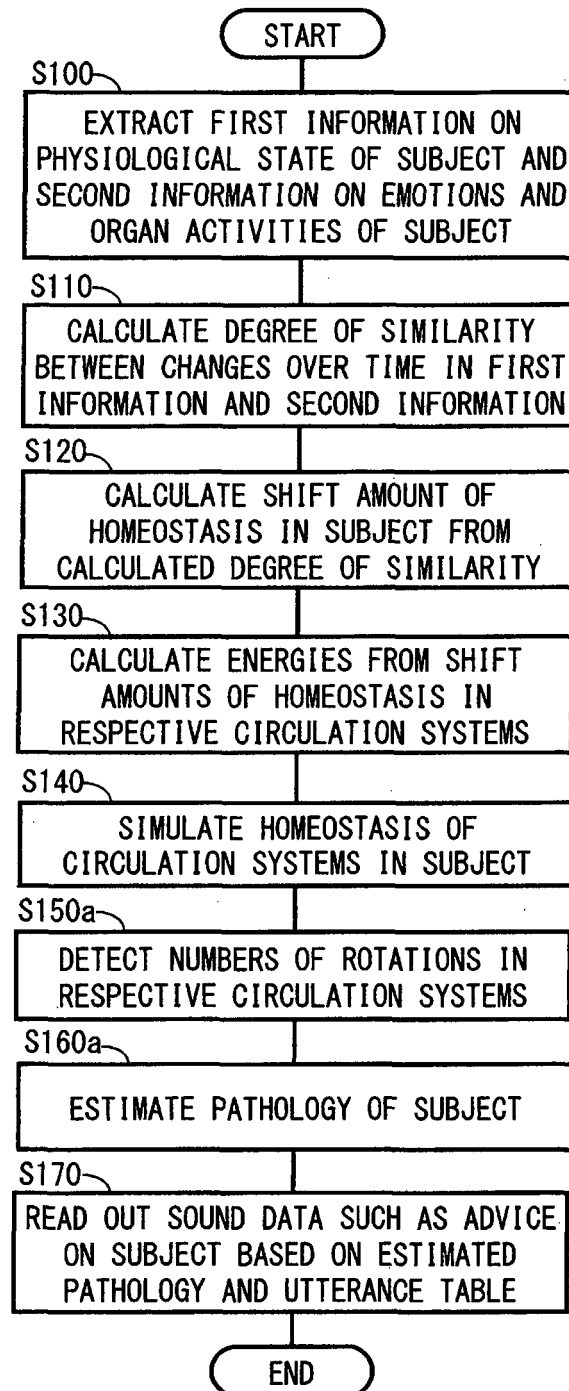 START
S100
EXTRACT FIRST INFORMATION ON
PHYSIOLOGICAL STATE OF SUBJECT AND
SECOND INFORMATION ON EMOTIONS AND
ORGAN ACTIVITIES OF SUBJECT
S110
CALCULATE DEGREE OF SIMILARITY
BETWEEN CHANGES OVER TIME IN FIRST
INFORMATION AND SECOND INFORMATION
S120
CALCULATE SHIFT AMOUNT OF
HOMEOSTASIS IN SUBJECT FROM
CALCULATED DEGREE OF SIMILARITY
S130
CALCULATE ENERGIES FROM SHIFT
AMOUNTS OF HOMEOSTASIS IN
RESPECTIVE CIRCULATION SYSTEMS
S140
SIMULATE HOMEOSTASIS OF
CIRCULATION SYSTEMS IN SUBJECT
S150a
DETECT NUMBERS OF ROTATIONS IN
RESPECTIVE CIRCULATION SYSTEMS
S160a
ESTIMATE PATHOLOGY OF SUBJECT
S170
READ OUT SOUND DATA SUCH AS ADVICE
ON SUBJECT BASED ON ESTIMATED
PATHOLOGY AND UTTERANCE TABLE
END